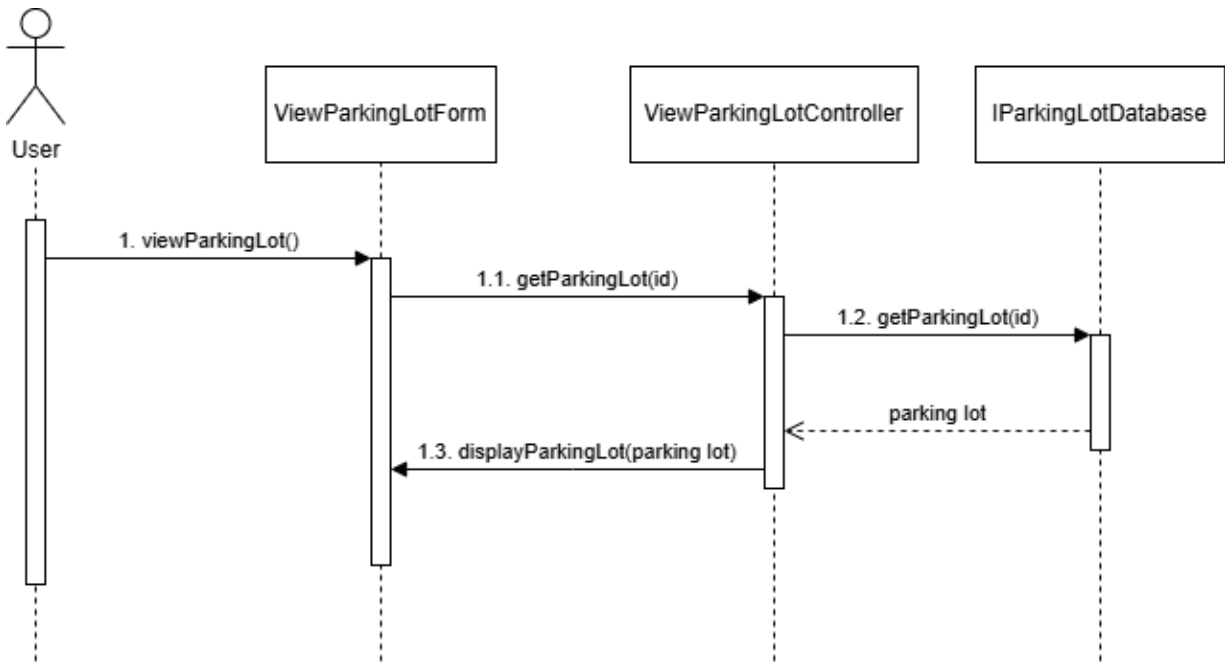 User
ViewParkingLotForm
ViewParkingLotController
IParkingLotDatabase
1. viewParkingLot()
1.1. getParkingLot(id)
1.2. getParkingLot(id)
parking lot
1.3. displayParkingLot(parking lot)